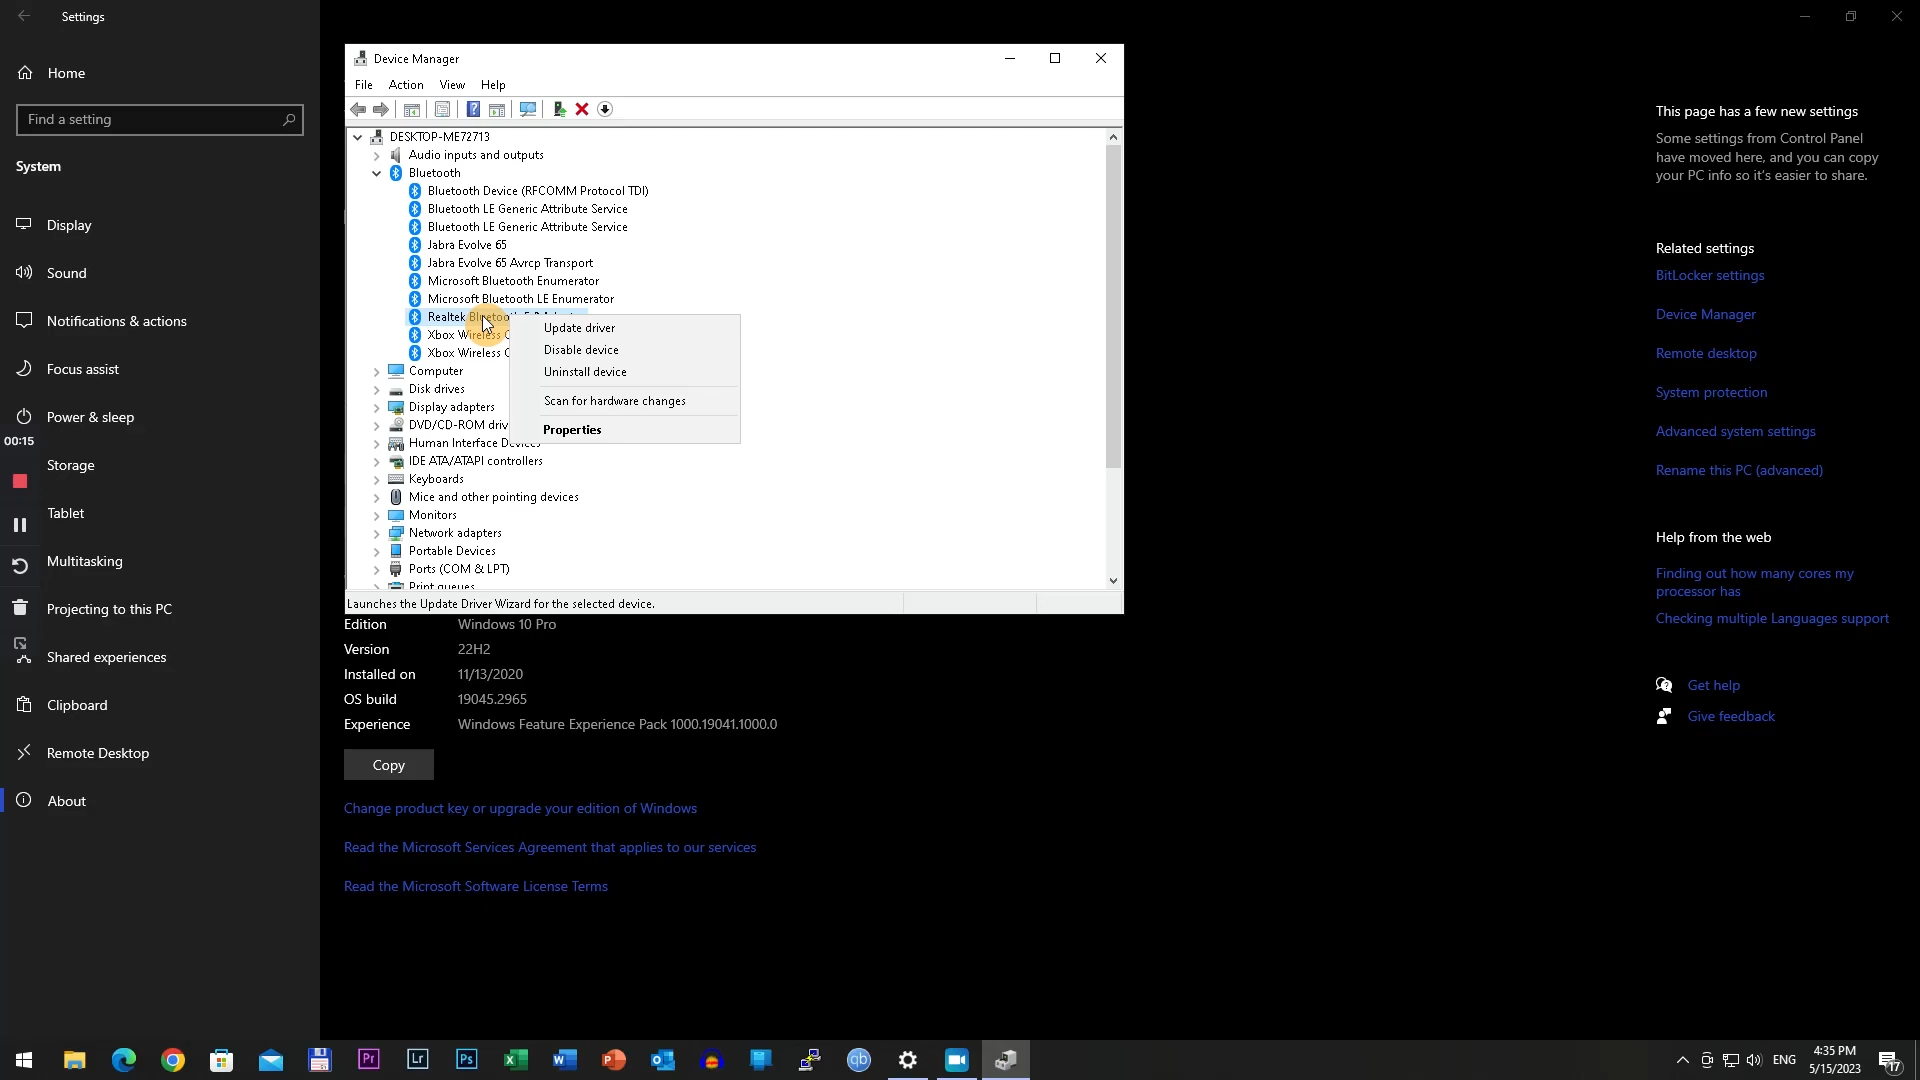 Settings
Home
Find a setting
System
Display
Sound
Notifications & actions
Focus assist
Power & sleep
00:15
Storage
Tablet
Multitasking
Projecting to this PC
Shared experiences
Clipboard
Remote Desktop
About
Device Manager
File Action View Help
DESKTOP-ME72713
Audio inputs and outputs
Bluetooth
Bluetooth Device (RFCOMM Protocol TDI)
Bluetooth LE Generic Attribute Service
Bluetooth LE Generic Attribute Service
Jabra Evolve 65
Jabra Evolve 65 Avrcp Transport
Microsoft Bluetooth Enumerator
Microsoft Bluetooth LE Enumerator
Realtek
Xbox Wireless
Xbox Wireless
Computer
Disk drives
Display adapters
DVD/CD-ROM
Human Interface Devices
IDE ATA/ATAPI controllers
Keyboards
Mice and other pointing devices
Monitors
Network adapters
Portable Devices
Ports (COM & LPT)
Print queues
Update driver
Disable device
Uninstall device
Scan for hardware changes
Properties
Launches the Update Driver Wizard for the selected device.
Edition Windows 10 Pro
Version 22H2
Installed on 11/13/2020
OS build 19045.2965
Experience Windows Feature Experience Pack 1000.19041.1000.0
Copy
Change product key or upgrade your edition of Windows
Read the Microsoft Services Agreement that applies to our services
Read the Microsoft Software License Terms
This page has a few new settings
Some settings from Control Panel
have moved here, and you can copy
your PC info so it's easier to share.
Related settings
BitLocker settings
Device Manager
Remote desktop
System protection
Advanced system settings
Rename this PC (advanced)
Help from the web
Finding out how many cores my
processor has
Checking multiple Languages support
Get help
Give feedback
Pr
Lr
Ps
qb
ENG
4:35 PM
5/15/2023
17